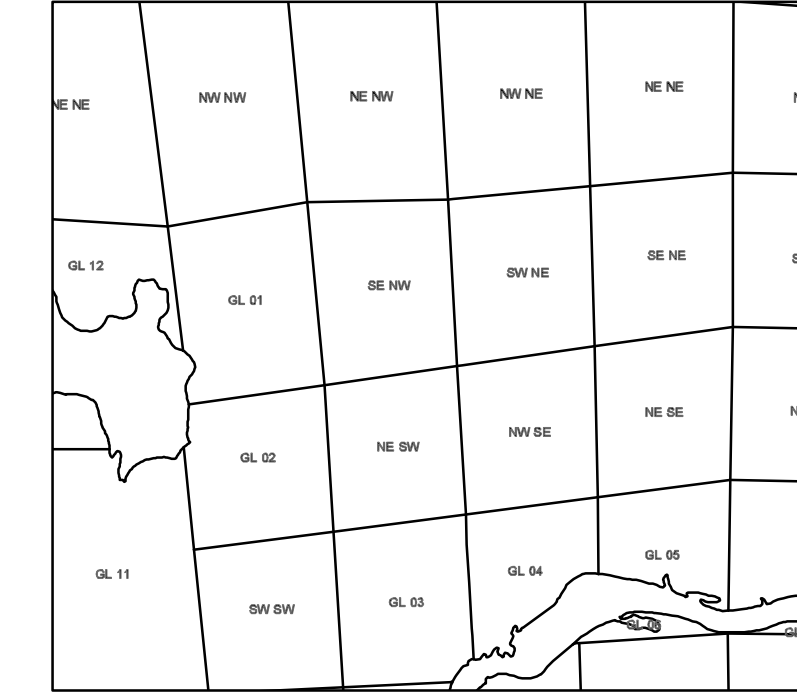 NE NE
NW NW
NE NW
NW NE
NE NE
GL 12
GL 01
SE NW
SW NE
SE NE
GL 02
NE SW
NW SE
NE SE
GL 11
SW SW
GL 03
GL 04
GL 05
GL 06